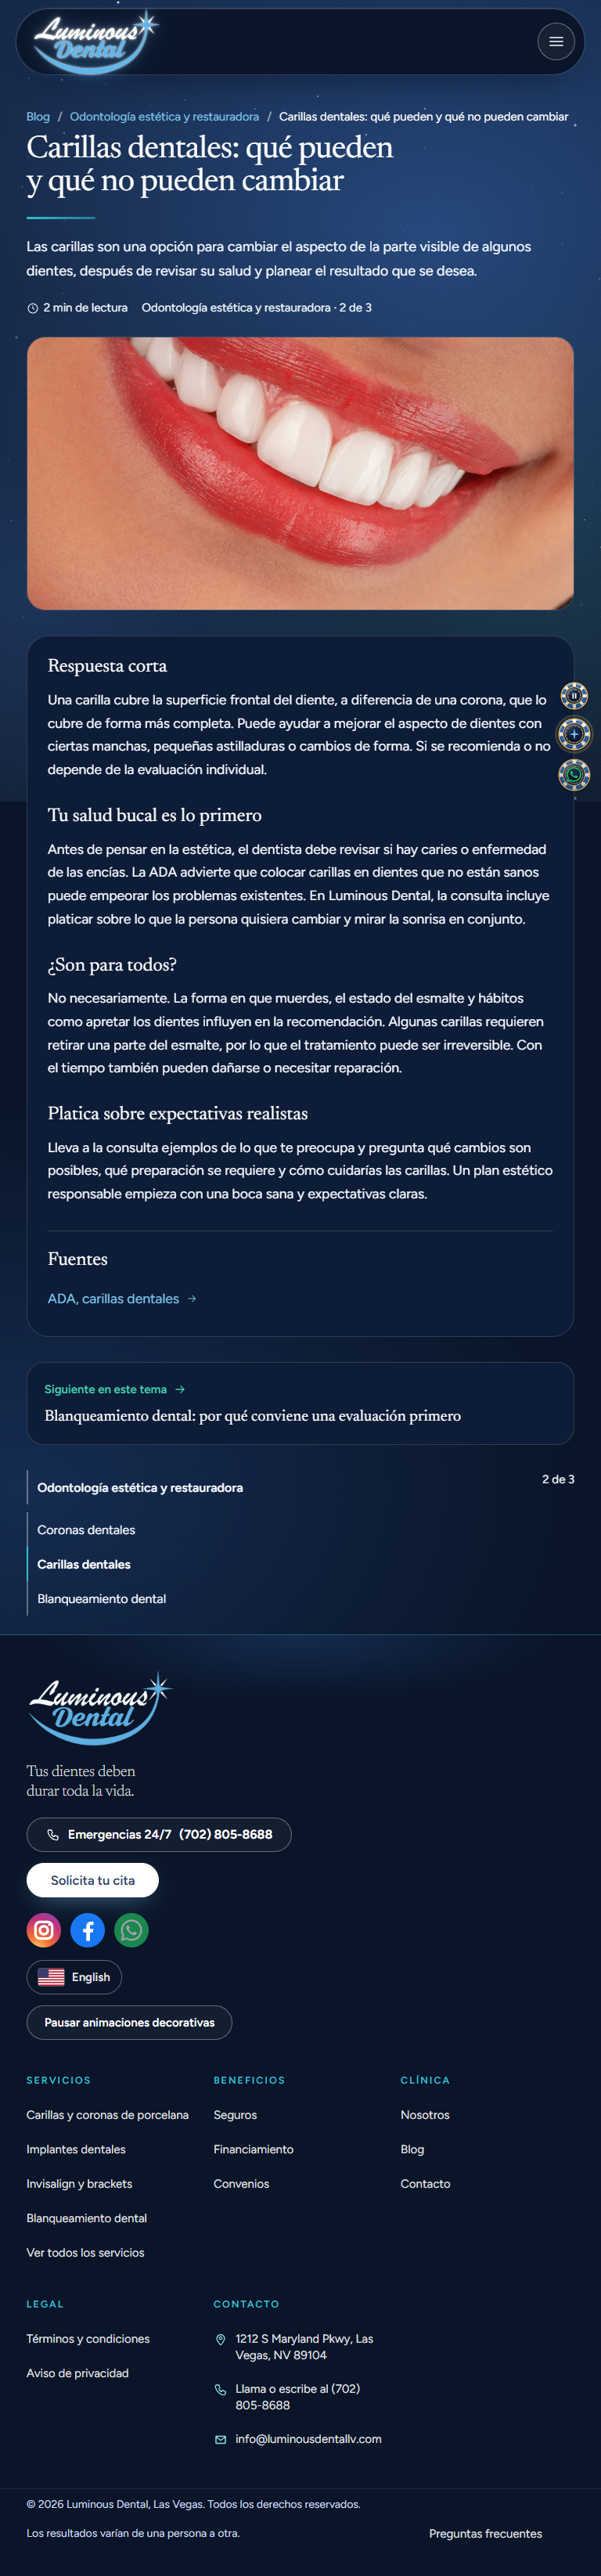 Luminous
Dental
Blog / Odontología estética y restauradora / Carillas dentales: qué pueden y qué no pueden cambiar
Carillas dentales: qué pueden
y qué no pueden cambiar
Las carillas son una opción para cambiar el aspecto de la parte visible de algunos
dientes, después de revisar su salud y planear el resultado que se desea.
2 min de lectura Odontología estética y restauradora · 2 de 3
Respuesta corta
Una carilla cubre la superficie frontal del diente, a diferencia de una corona, que lo
cubre de forma más completa. Puede ayudar a mejorar el aspecto de dientes con
ciertas manchas, pequeñas astilladuras o cambios de forma. Si se recomienda o no
depende de la evaluación individual.
Tu salud bucal es lo primero
Antes de pensar en la estética, el dentista debe revisar si hay caries o enfermedad
de las encías. La ADA advierte que colocar carillas en dientes que no están sanos
puede empeorar los problemas existentes. En Luminous Dental, la consulta incluye
platicar sobre lo que la persona quisiera cambiar y mirar la sonrisa en conjunto.
¿Son para todos?
No necesariamente. La forma en que muerdes, el estado del esmalte y hábitos
como apretar los dientes influyen en la recomendación. Algunas carillas requieren
retirar una parte del esmalte, por lo que el tratamiento puede ser irreversible. Con
el tiempo también pueden dañarse o necesitar reparación.
Platica sobre expectativas realistas
Lleva a la consulta ejemplos de lo que te preocupa y pregunta qué cambios son
posibles, qué preparación se requiere y cómo cuidarías las carillas. Un plan estético
responsable empieza con una boca sana y expectativas claras.
Fuentes
ADA, carillas dentales →
Siguiente en este tema →
Blanqueamiento dental: por qué conviene una evaluación primero
Odontología estética y restauradora 2 de 3
Coronas dentales
Carillas dentales
Blanqueamiento dental
Luminous
Dental
Tus dientes deben
durar toda la vida.
Emergencias 24/7 (702) 805-8688
Solicita tu cita
English
Pausar animaciones decorativas
SERVICIOS
Carillas y coronas de porcelana
Implantes dentales
Invisalign y brackets
Blanqueamiento dental
Ver todos los servicios
BENEFICIOS
Seguros
Financiamiento
Convenios
CLÍNICA
Nosotros
Blog
Contacto
LEGAL
Términos y condiciones
Aviso de privacidad
CONTACTO
1212 S Maryland Pkwy, Las
Vegas, NV 89104
Llama o escribe al (702)
805-8688
info@luminousdentallv.com
© 2026 Luminous Dental, Las Vegas. Todos los derechos reservados.
Los resultados varían de una persona a otra.
Preguntas frecuentes